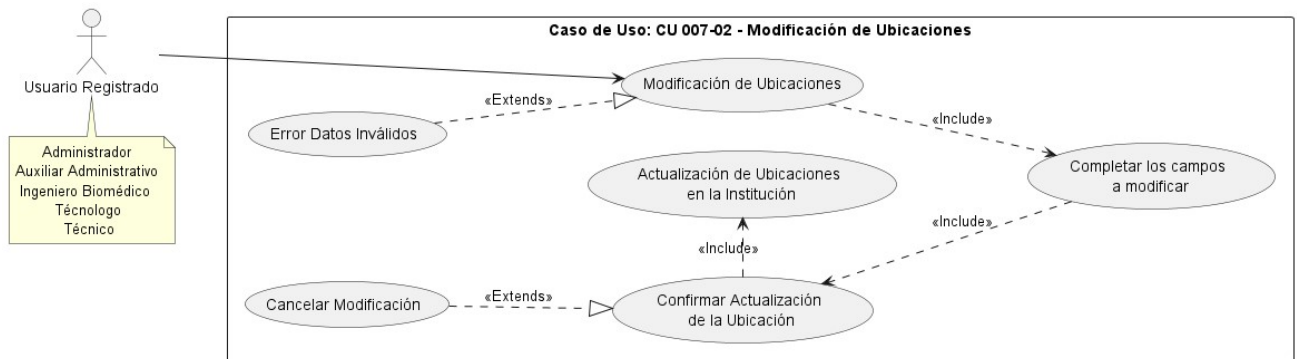 Caso de Uso: CU 007-02 - Modificación de Ubicaciones
Usuario Registrado
Administrador
Auxiliar Administrativo
Ingeniero Biomédico
Técnologo
Técnico
Modificación de Ubicaciones
«Extends»
Error Datos Inválidos
«Include»
Completar los campos
a modificar
Actualización de Ubicaciones
en la Institución
«Include»
«Include»
Cancelar Modificación
«Extends»
Confirmar Actualización
de la Ubicación